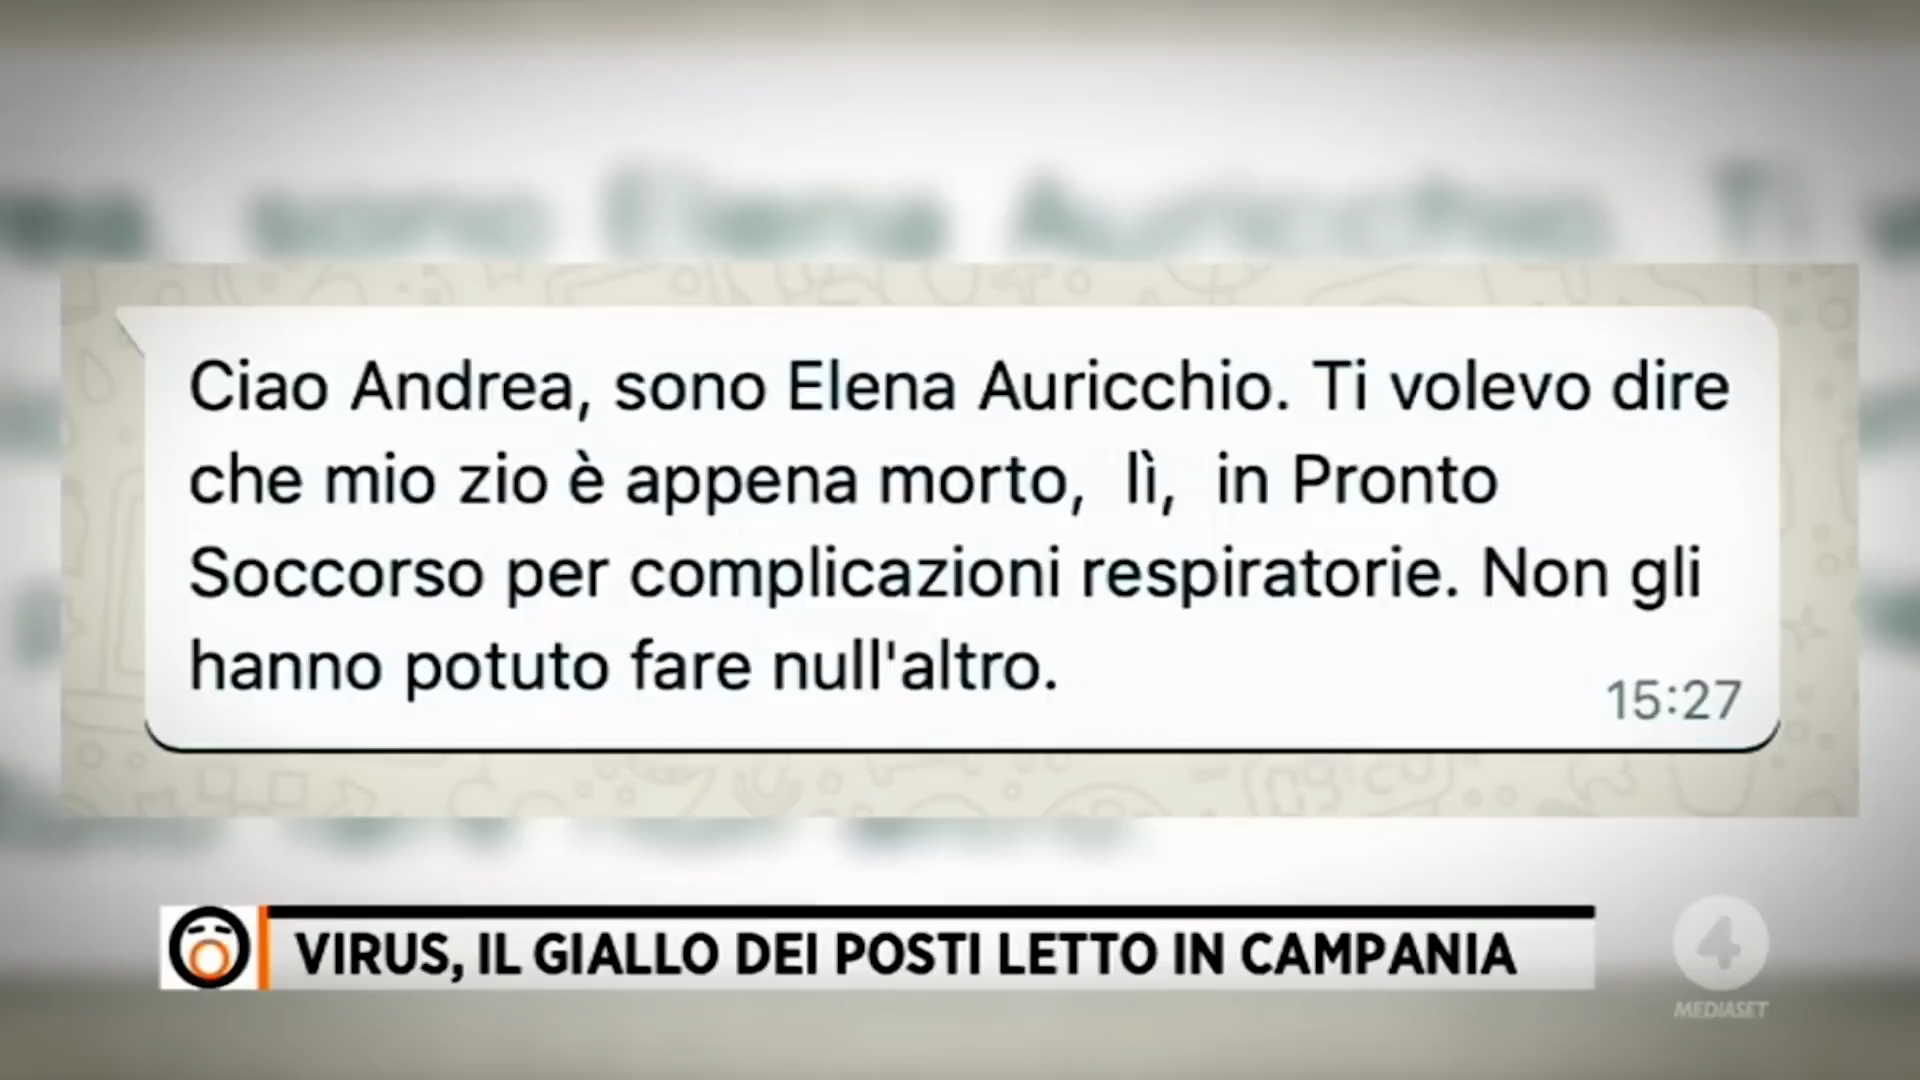 Ciao Andrea, sono Elena Auricchio. Ti volevo dire
che mio zio è appena morto,  lì,  in Pronto
Soccorso per complicazioni respiratorie. Non gli
hanno potuto fare null'altro.
15:27
VIRUS, IL GIALLO DEI POSTI LETTO IN CAMPANIA
4
MEDIASET